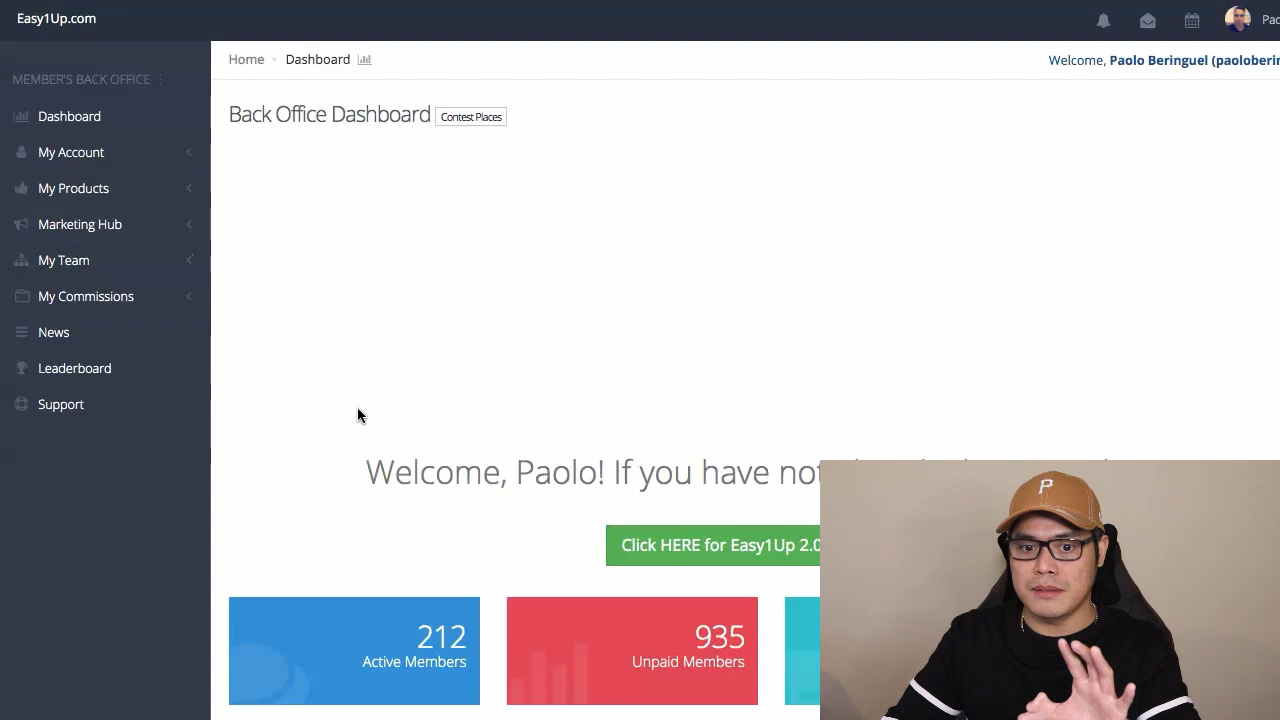 Easy1Up.com
Home
Dashboard
Welcome, Paolo Beringuel
MEMBER'S BACK OFFICE
Back Office Dashboard
Contest Places
Dashboard
My Account
My Products
Marketing Hub
My Team
My Commissions
News
Leaderboard
Support
Welcome, Paolo! If you have not
Click HERE for Easy1Up 2.0
212
Active Members
935
Unpaid Members
P